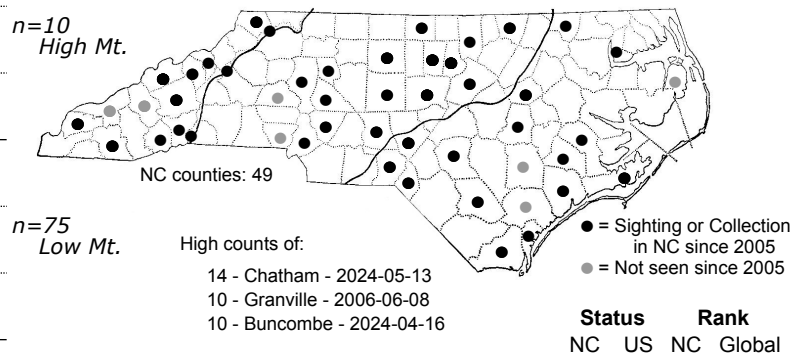 n=10
High Mt.
NC counties: 49
n=75
Low Mt.
High counts of:
14 - Chatham - 2024-05-13
10 - Granville - 2006-06-08
10 - Buncombe - 2024-04-16
= Sighting or Collection
in NC since 2005
= Not seen since 2005
Status Rank
NC US NC Global